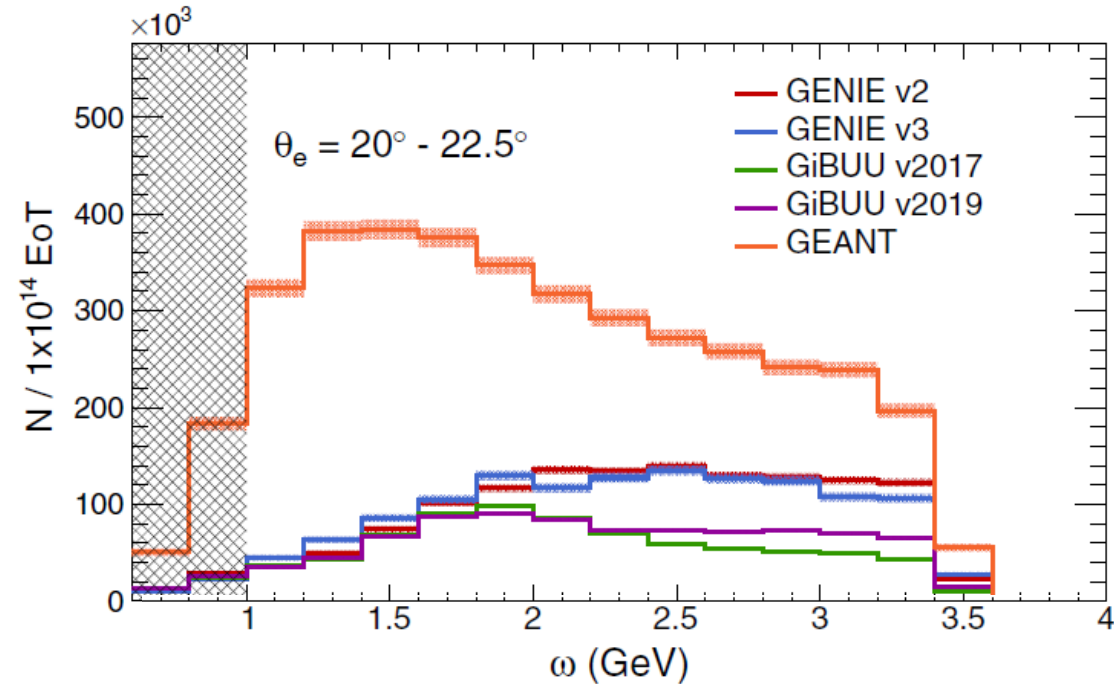 ×10³
500
400
300
200
100
0
N / 1x10¹⁴ EoT
θₑ = 20° - 22.5°
GENIE v2
GENIE v3
GiBUU v2017
GiBUU v2019
GEANT
1 1.5 2 2.5 3 3.5 4
ω (GeV)